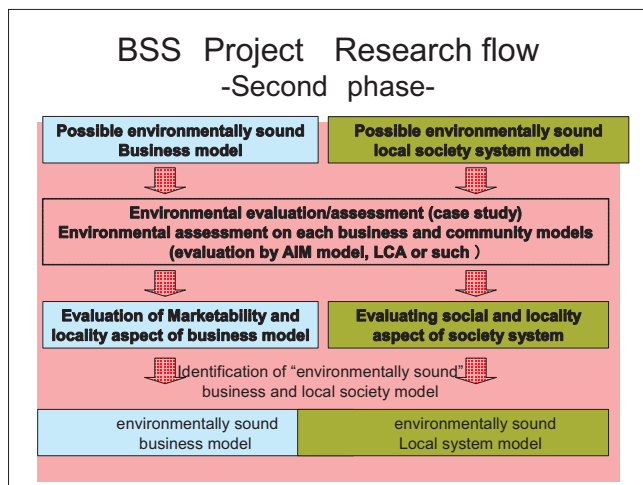 BSS Project Research flow
-Second phase-
Possible environmentally sound
Business model
Possible environmentally sound
local society system model
Environmental evaluation/assessment (case study)
Environmental assessment on each business and community models
(evaluation by AIM model, LCA or such )
Evaluation of Marketability and
locality aspect of business model
Evaluating social and locality
aspect of society system
Identification of “environmentally sound”
business and local society model
environmentally sound
business model
environmentally sound
Local system model